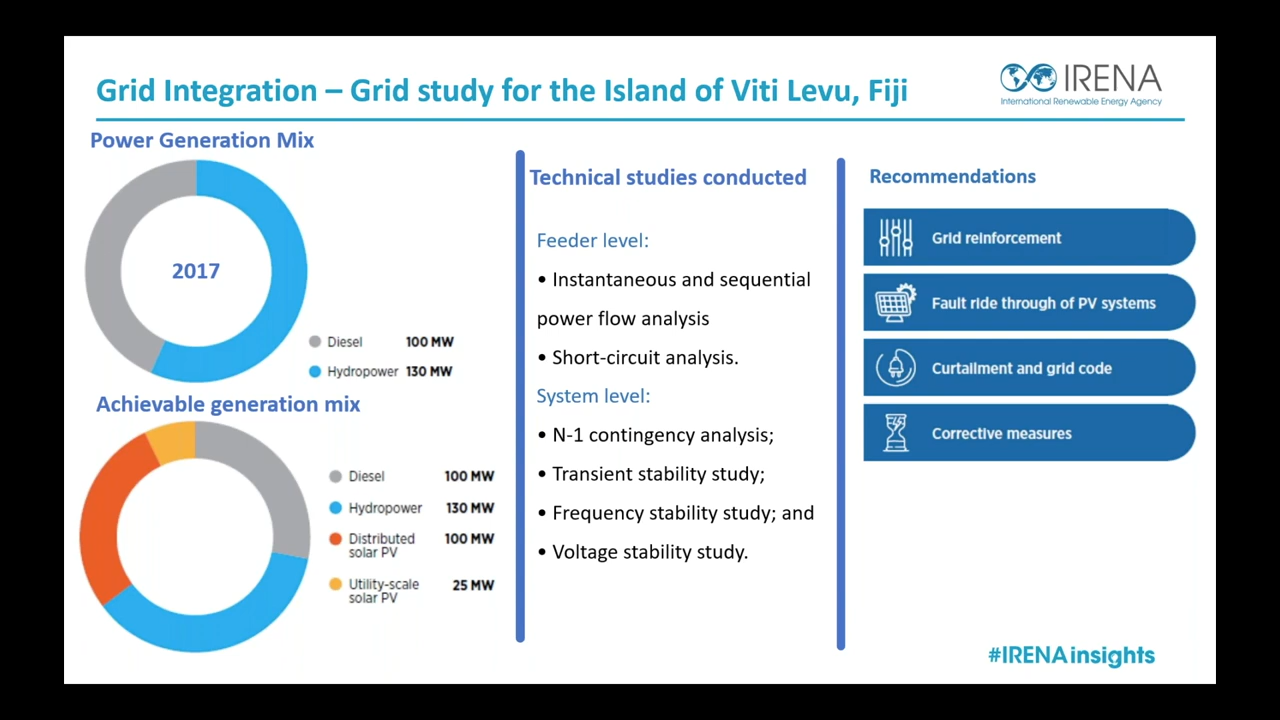 Grid Integration – Grid study for the Island of Viti Levu, Fiji
IRENA
International Renewable Energy Agency
Power Generation Mix
2017
Diesel 100 MW
Hydropower 130 MW
Achievable generation mix
Diesel 100 MW
Hydropower 130 MW
Distributed 100 MW
solar PV
Utility-scale 25 MW
solar PV
Technical studies conducted
Feeder level:
• Instantaneous and sequential
power flow analysis
• Short-circuit analysis.
System level:
• N-1 contingency analysis;
• Transient stability study;
• Frequency stability study; and
• Voltage stability study.
Recommendations
Grid reinforcement
Fault ride through of PV systems
Curtailment and grid code
Corrective measures
#IRENAinsights